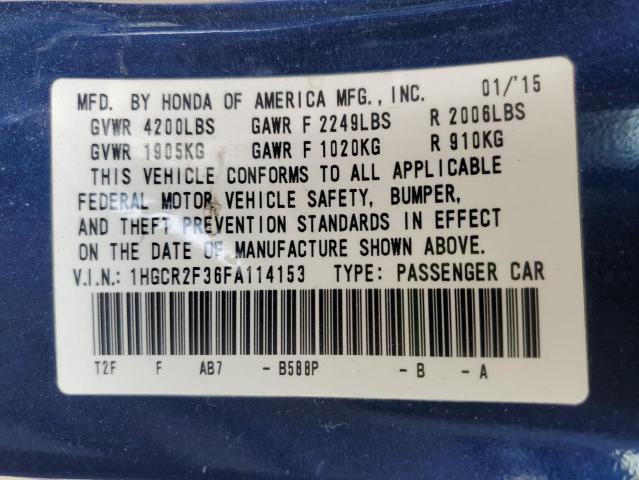 MFD. BY HONDA OF AMERICA MFG., INC. 01/'15
GVWR 4200LBS GAWR F 2249LBS R 2006LBS
GVWR 1905KG GAWR F 1020KG R 910KG
THIS VEHICLE CONFORMS TO ALL APPLICABLE
FEDERAL MOTOR VEHICLE SAFETY, BUMPER,
AND THEFT PREVENTION STANDARDS IN EFFECT
ON THE DATE OF MANUFACTURE SHOWN ABOVE.
V.I.N.: 1HGCR2F36FA114153 TYPE: PASSENGER CAR
T2F F AB7 -B588P -B -A